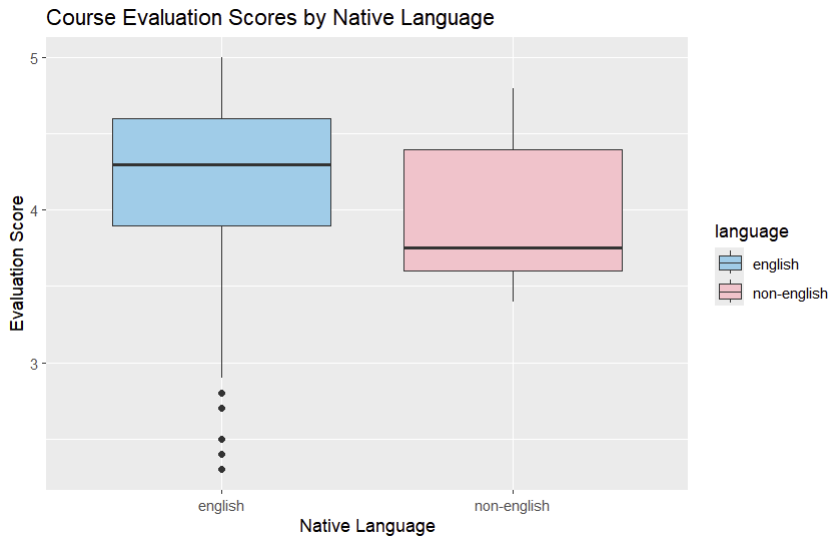 Course Evaluation Scores by Native Language
5
4
3
Evaluation Score
english
non-english
Native Language
language
english
non-english